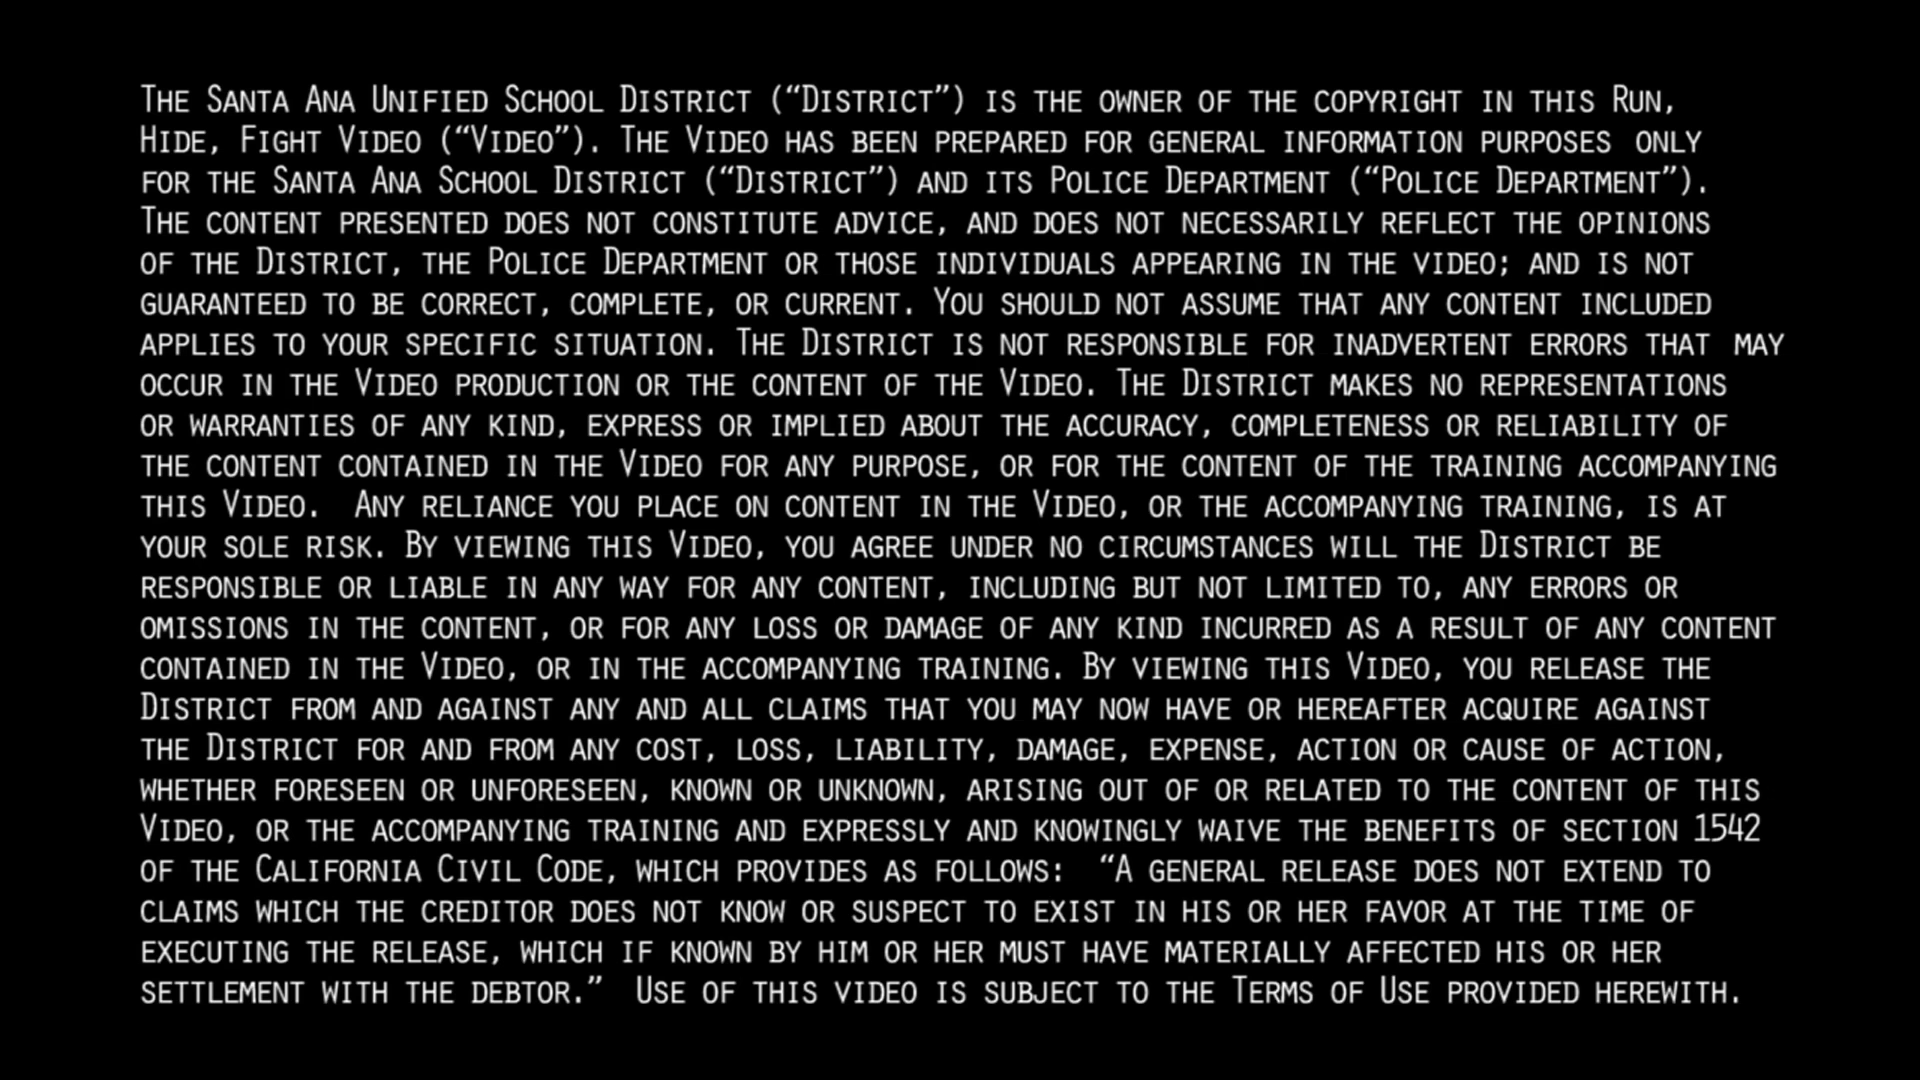 The Santa Ana Unified School District (“District”) is the owner of the copyright in this Run,
Hide, Fight Video (“Video”). The Video has been prepared for general information purposes only
for the Santa Ana School District (“District”) and its Police Department (“Police Department”).
The content presented does not constitute advice, and does not necessarily reflect the opinions
of the District, the Police Department or those individuals appearing in the video; and is not
guaranteed to be correct, complete, or current. You should not assume that any content included
applies to your specific situation. The District is not responsible for inadvertent errors that may
occur in the Video production or the content of the Video. The District makes no representations
or warranties of any kind, express or implied about the accuracy, completeness or reliability of
the content contained in the Video for any purpose, or for the content of the training accompanying
this Video. Any reliance you place on content in the Video, or the accompanying training, is at
your sole risk. By viewing this Video, you agree under no circumstances will the District be
responsible or liable in any way for any content, including but not limited to, any errors or
omissions in the content, or for any loss or damage of any kind incurred as a result of any content
contained in the Video, or in the accompanying training. By viewing this Video, you release the
District from and against any and all claims that you may now have or hereafter acquire against
the District for and from any cost, loss, liability, damage, expense, action or cause of action,
whether foreseen or unforeseen, known or unknown, arising out of or related to the content of this
Video, or the accompanying training and expressly and knowingly waive the benefits of section 1542
of the California Civil Code, which provides as follows: “A general release does not extend to
claims which the creditor does not know or suspect to exist in his or her favor at the time of
executing the release, which if known by him or her must have materially affected his or her
settlement with the debtor.” Use of this video is subject to the Terms of Use provided herewith.